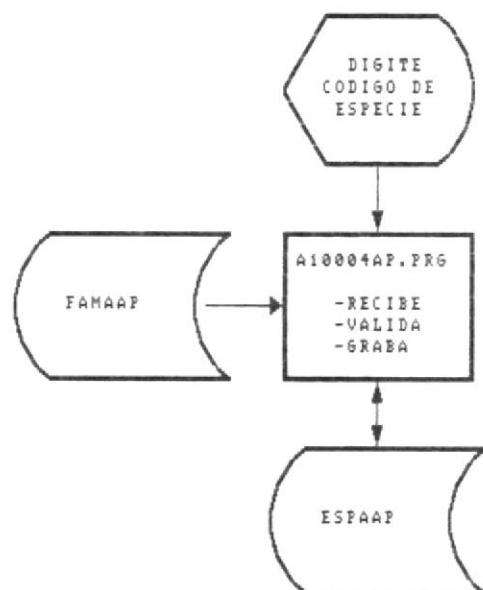 DIGITE
CODIGO DE
ESPECIE
A10004AP.PRG
FAMAAP
-RECIBE
-VALIDA
-GRABA
ESPAAP